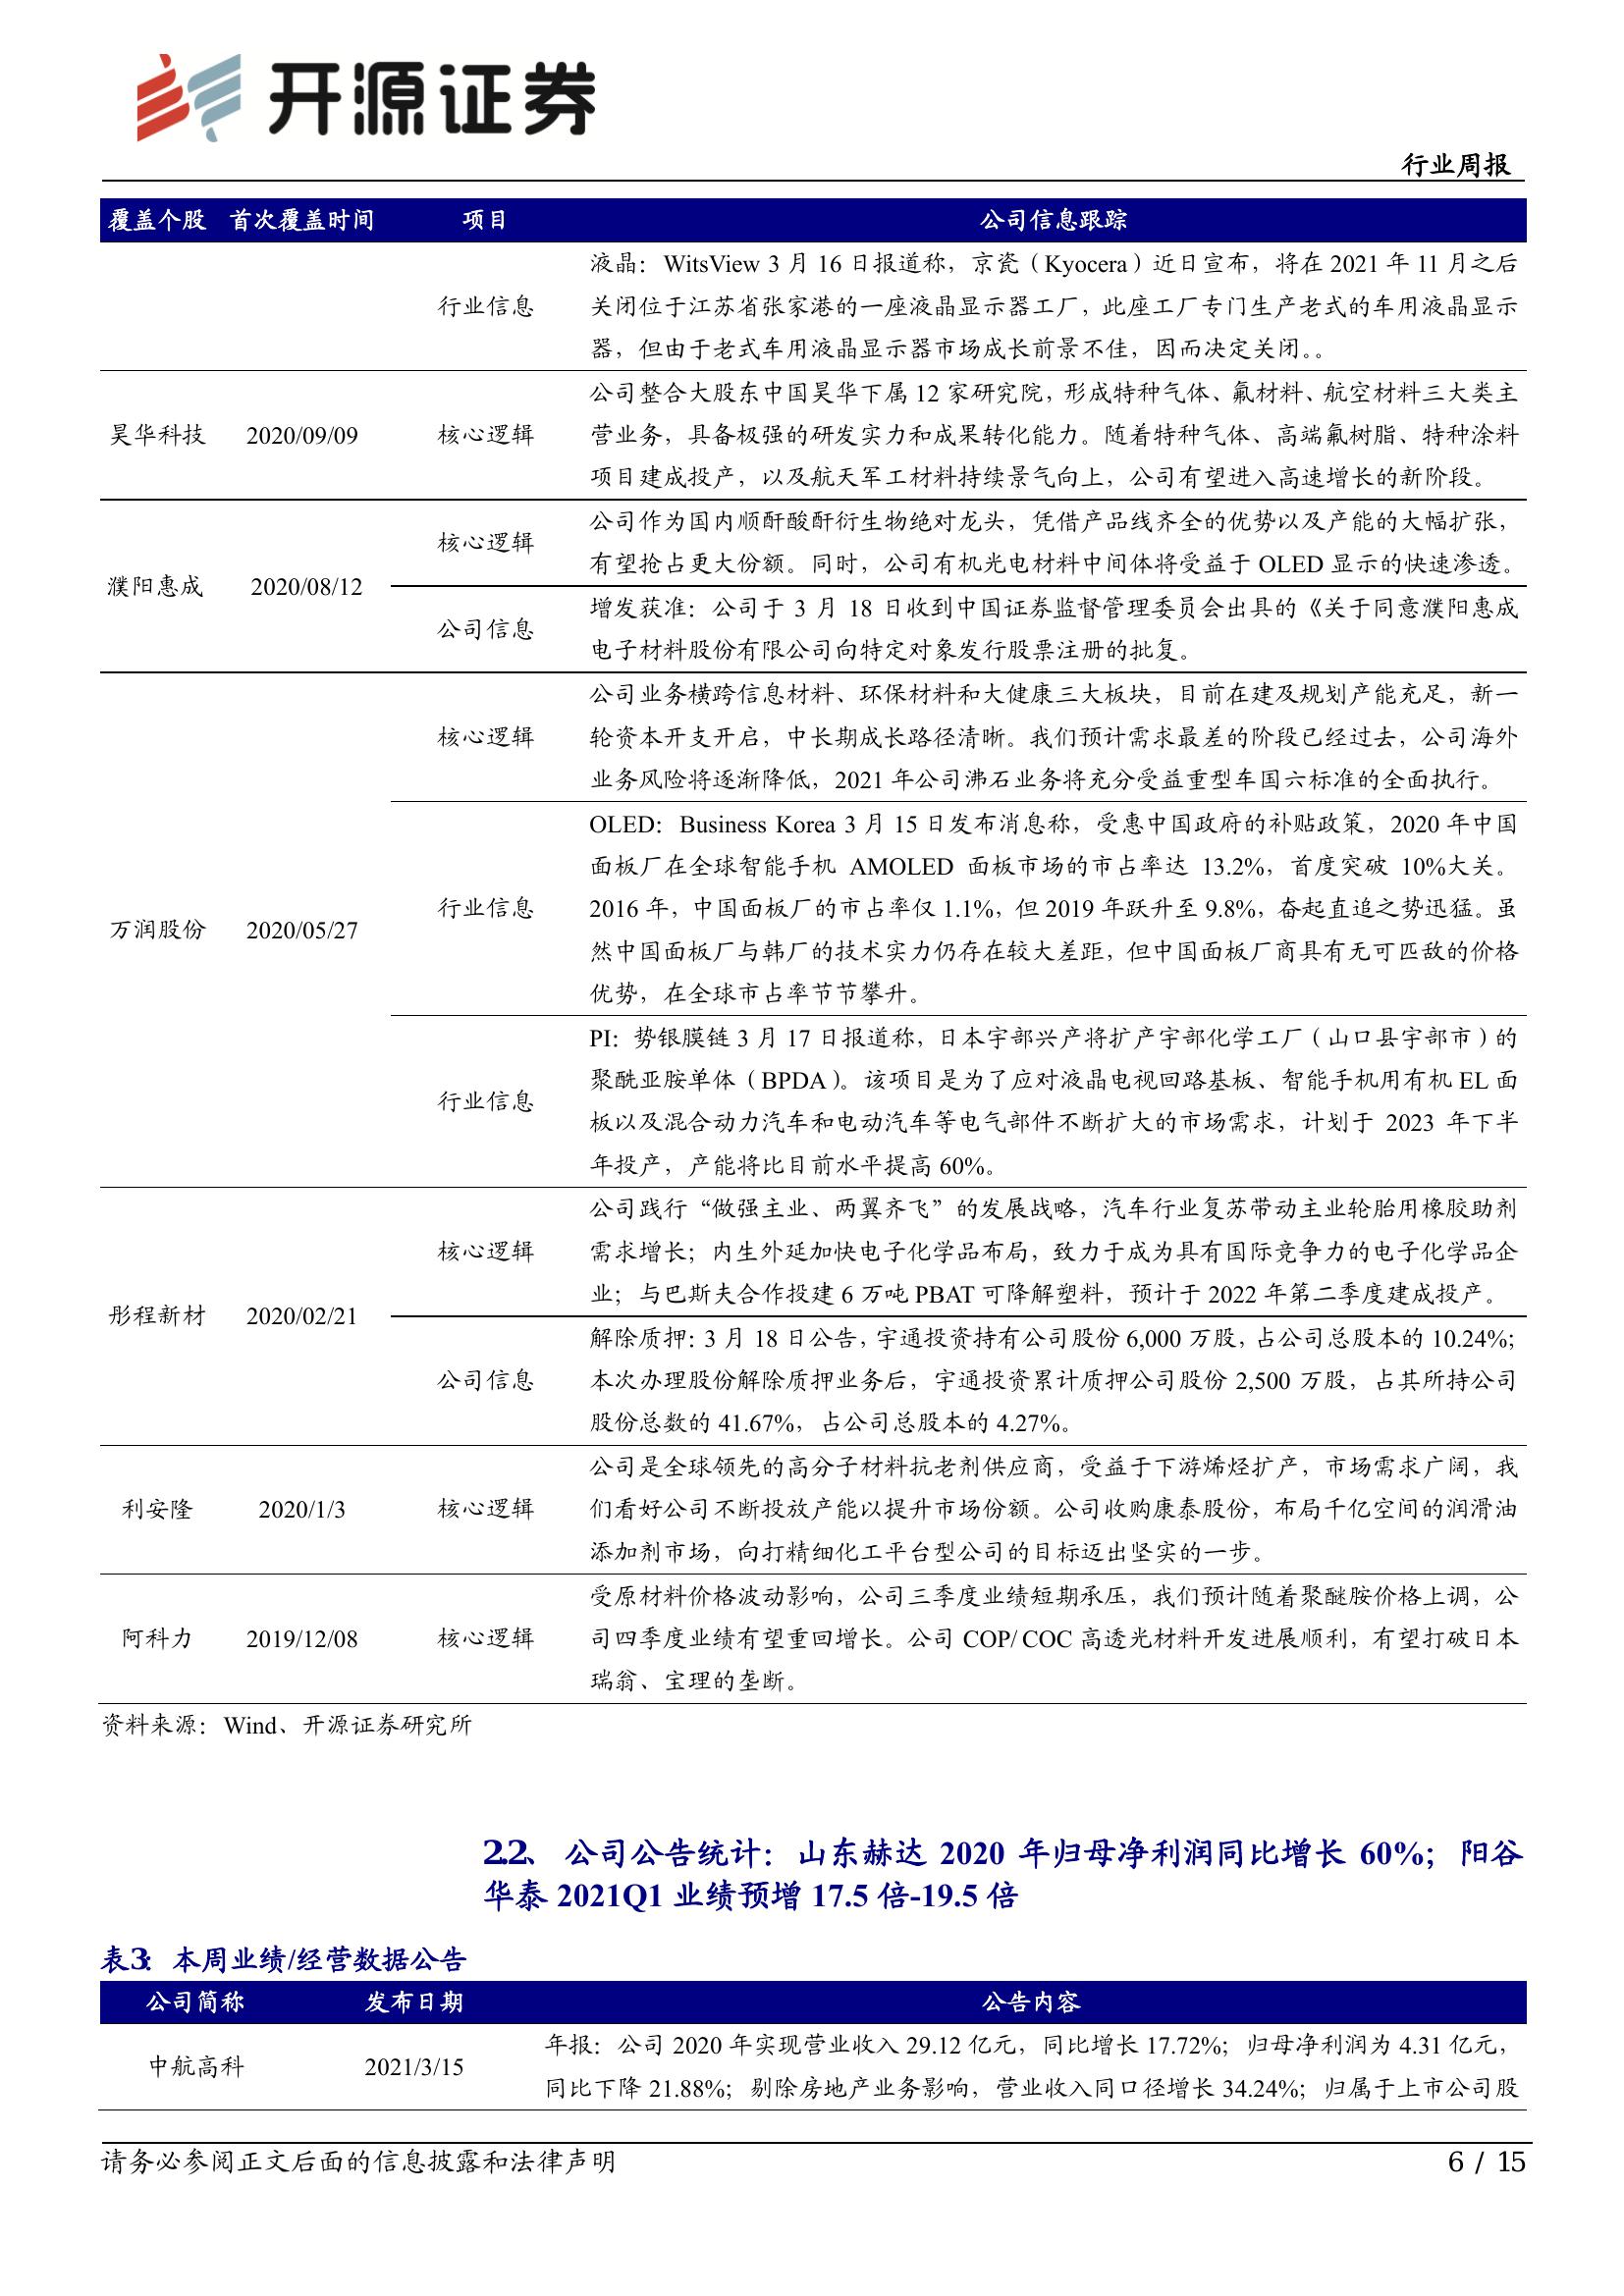 开源证券
行业周报
覆盖个股 首次覆盖时间 项目 公司信息跟踪
行业信息
液晶：WitsView 3 月 16 日报道称，京瓷（Kyocera）近日宣布，将在 2021 年 11 月之后
关闭位于江苏省张家港的一座液晶显示器工厂，此座工厂专门生产老式的车用液晶显示
器，但由于老式车用液晶显示器市场成长前景不佳，因而决定关闭。。
昊华科技 2020/09/09 核心逻辑
公司整合大股东中国昊华下属 12 家研究院，形成特种气体、氟材料、航空材料三大类主
营业务，具备极强的研发实力和成果转化能力。随着特种气体、高端氟树脂、特种涂料
项目建成投产，以及航天军工材料持续景气向上，公司有望进入高速增长的新阶段。
濮阳惠成 2020/08/12
核心逻辑
公司作为国内顺酐酸酐衍生物绝对龙头，凭借产品线齐全的优势以及产能的大幅扩张，
有望抢占更大份额。同时，公司有机光电材料中间体将受益于 OLED 显示的快速渗透。
公司信息
增发获准：公司于 3 月 18 日收到中国证券监督管理委员会出具的《关于同意濮阳惠成
电子材料股份有限公司向特定对象发行股票注册的批复。
万润股份 2020/05/27
核心逻辑
公司业务横跨信息材料、环保材料和大健康三大板块，目前在建及规划产能充足，新一
轮资本开支开启，中长期成长路径清晰。我们预计需求最差的阶段已经过去，公司海外
业务风险将逐渐降低，2021 年公司沸石业务将充分受益重型车国六标准的全面执行。
行业信息
OLED：Business Korea 3 月 15 日发布消息称，受惠中国政府的补贴政策，2020 年中国
面板厂在全球智能手机 AMOLED 面板市场的市占率达 13.2%，首度突破 10%大关。
2016 年，中国面板厂的市占率仅 1.1%，但 2019 年跃升至 9.8%，奋起直追之势迅猛。虽
然中国面板厂与韩厂的技术实力仍存在较大差距，但中国面板厂商具有无可匹敌的价格
优势，在全球市占率节节攀升。
行业信息
PI：势银膜链 3 月 17 日报道称，日本宇部兴产将扩产宇部化学工厂（山口县宇部市）的
聚酰亚胺单体（BPDA）。该项目是为了应对液晶电视回路基板、智能手机用有机 EL 面
板以及混合动力汽车和电动汽车等电气部件不断扩大的市场需求，计划于 2023 年下半
年投产，产能将比目前水平提高 60%。
彤程新材 2020/02/21
核心逻辑
公司践行“做强主业、两翼齐飞”的发展战略，汽车行业复苏带动主业轮胎用橡胶助剂
需求增长；内生外延加快电子化学品布局，致力于成为具有国际竞争力的电子化学品企
业；与巴斯夫合作投建 6 万吨 PBAT 可降解塑料，预计于 2022 年第二季度建成投产。
公司信息
解除质押：3 月 18 日公告，宇通投资持有公司股份 6,000 万股，占公司总股本的 10.24%；
本次办理股份解除质押业务后，宇通投资累计质押公司股份 2,500 万股，占其所持公司
股份总数的 41.67%，占公司总股本的 4.27%。
利安隆 2020/1/3 核心逻辑
公司是全球领先的高分子材料抗老剂供应商，受益于下游烯烃扩产，市场需求广阔，我
们看好公司不断投放产能以提升市场份额。公司收购康泰股份，布局千亿空间的润滑油
添加剂市场，向打精细化工平台型公司的目标迈出坚实的一步。
阿科力 2019/12/08 核心逻辑
受原材料价格波动影响，公司三季度业绩短期承压，我们预计随着聚醚胺价格上调，公
司四季度业绩有望重回增长。公司 COP/ COC 高透光材料开发进展顺利，有望打破日本
瑞翁、宝理的垄断。
资料来源：Wind、开源证券研究所
2.2、 公司公告统计：山东赫达 2020 年归母净利润同比增长 60%；阳谷
华泰 2021Q1 业绩预增 17.5 倍-19.5 倍
表3：本周业绩/经营数据公告
公司简称 发布日期 公告内容
中航高科 2021/3/15
年报：公司 2020 年实现营业收入 29.12 亿元，同比增长 17.72%；归母净利润为 4.31 亿元，
同比下降 21.88%；剔除房地产业务影响，营业收入同口径增长 34.24%；归属于上市公司股
请务必参阅正文后面的信息披露和法律声明 6 / 15